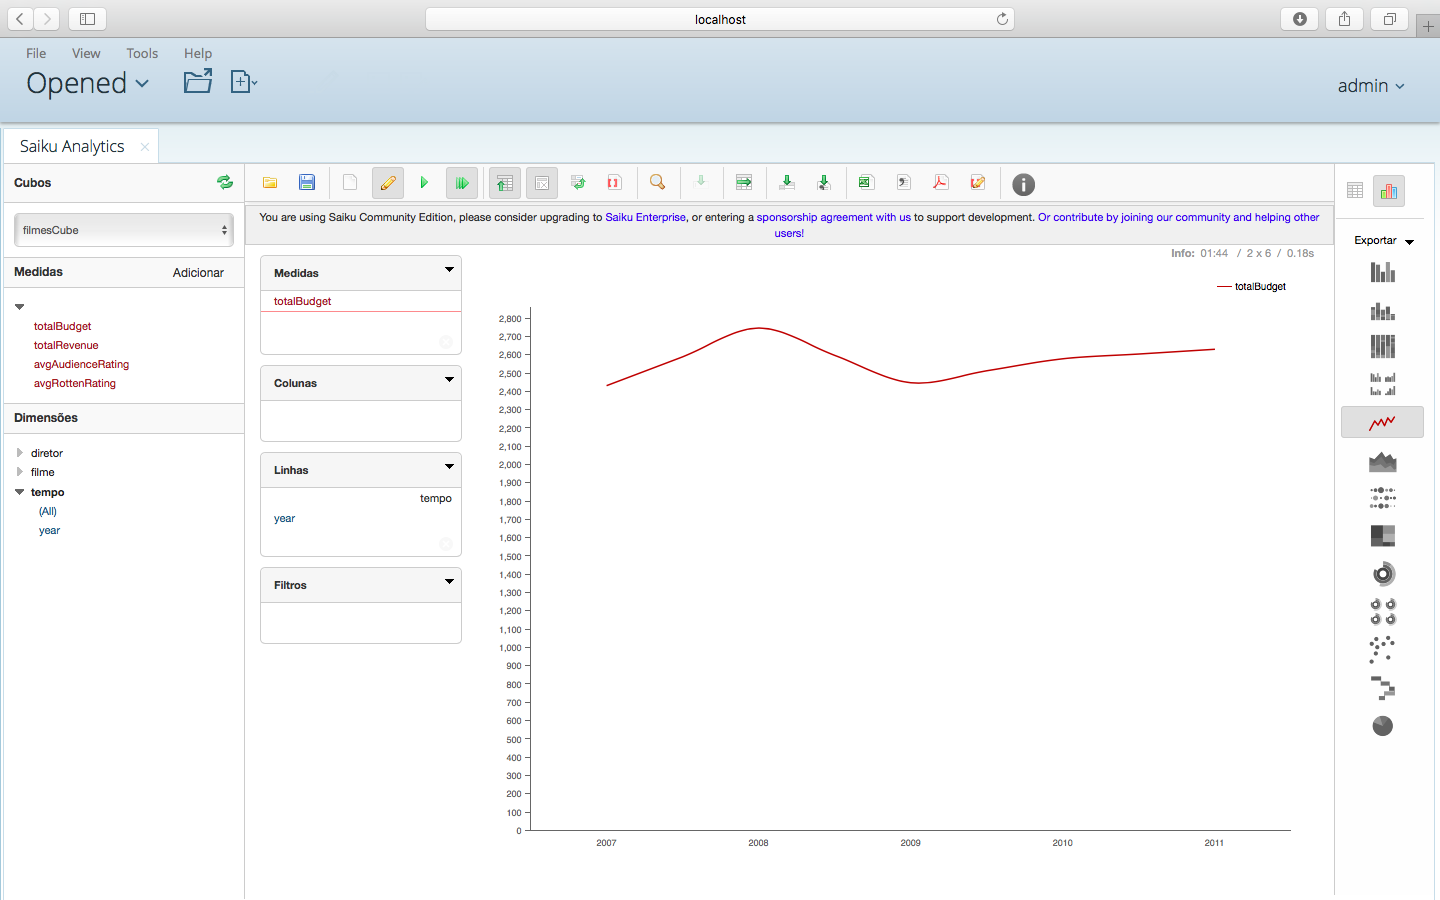 localhost
File View Tools Help
Opened
admin
Saiku Analytics
Cubos
filmesCube
Medidas Adicionar
totalBudget
totalRevenue
avgAudienceRating
avgRottenRating
Dimensões
diretor
filme
tempo
(All)
year
You are using Saiku Community Edition, please consider upgrading to Saiku Enterprise, or entering a sponsorship agreement with us to support development. Or contribute by joining our community and helping other
users!
Info: 01:44 / 2 x 6 / 0.18s
Medidas
totalBudget
Colunas
Linhas
tempo
year
Filtros
totalBudget
2,800
2,700
2,600
2,500
2,400
2,300
2,200
2,100
2,000
1,900
1,800
1,700
1,600
1,500
1,400
1,300
1,200
1,100
1,000
900
800
700
600
500
400
300
200
100
0
2007 2008 2009 2010 2011
Exportar